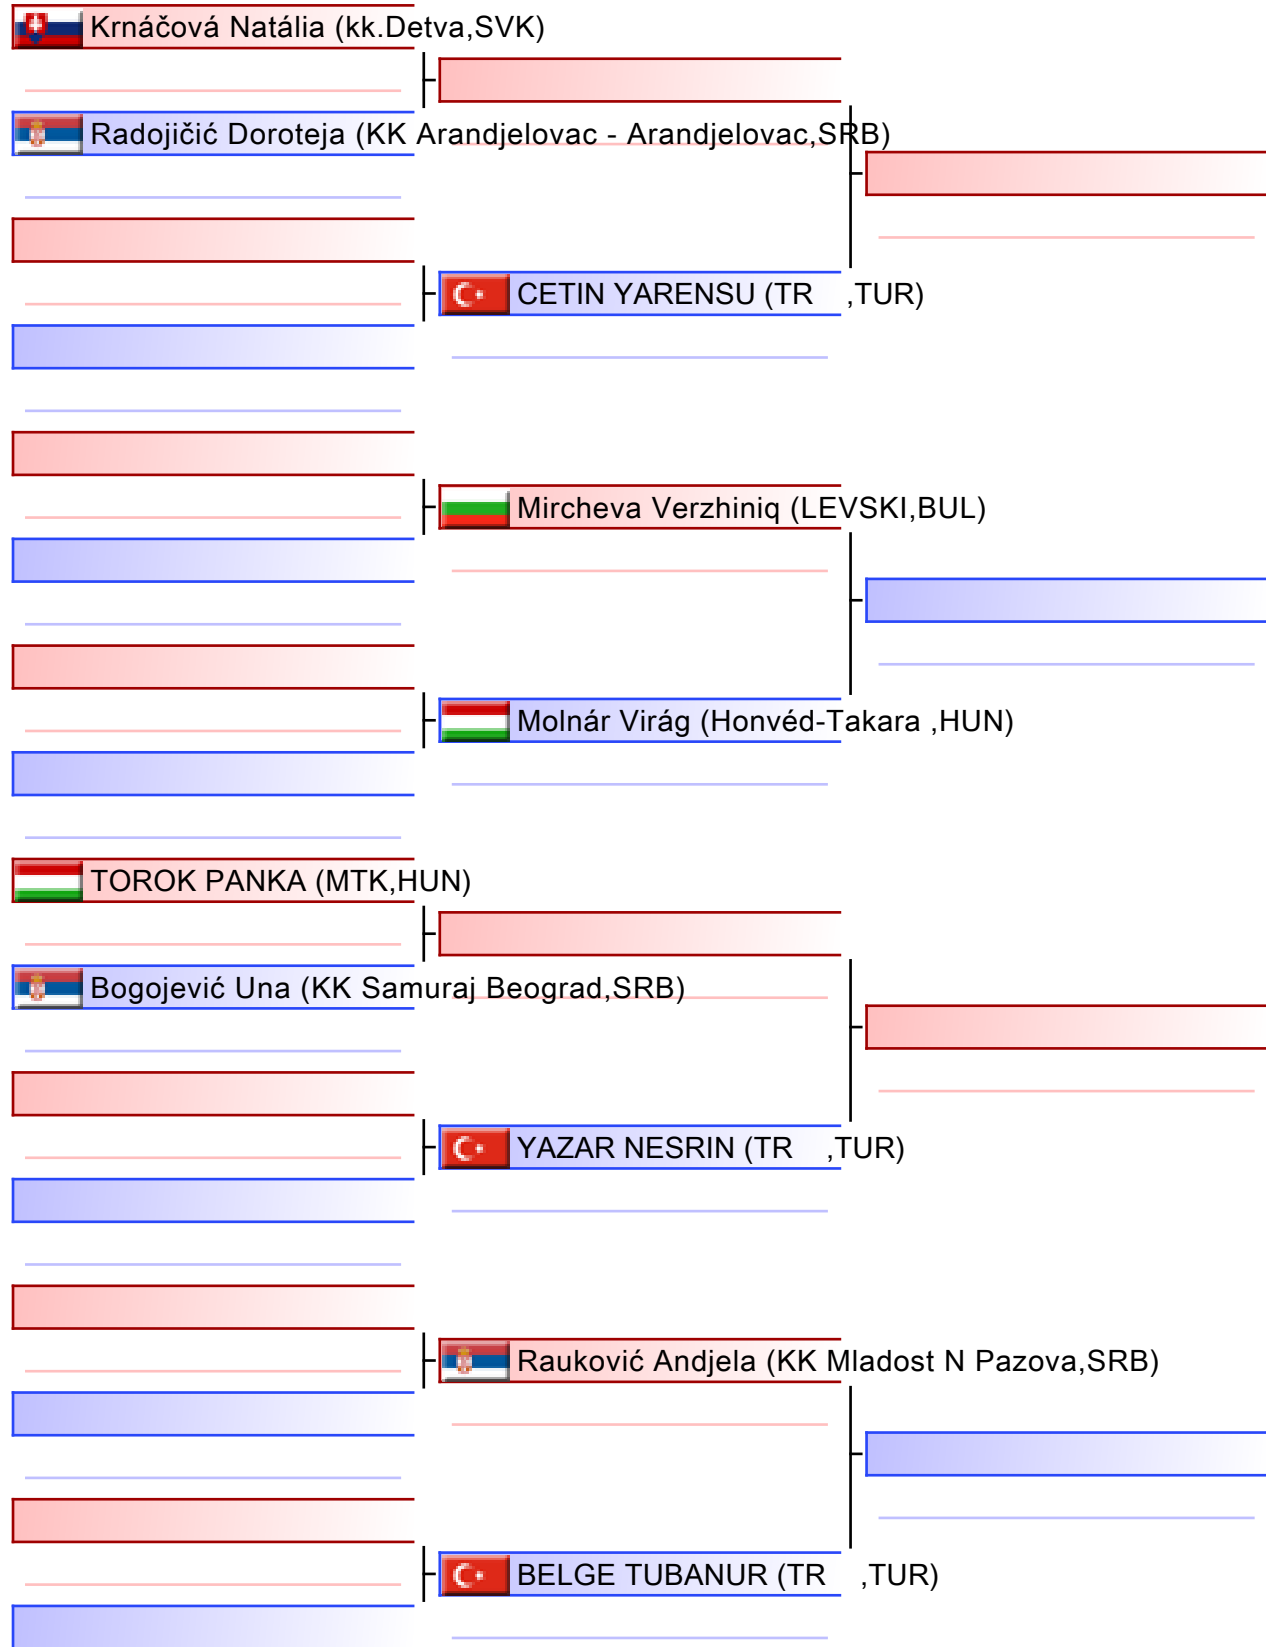 Krnáčová Natália (kk.Detva,SVK)
Radojičić Doroteja (KK Arandjelovac - Arandjelovac,SRB)
CETIN YARENSU (TR ,TUR)
Mircheva Verzhiniq (LEVSKI,BUL)
Molnár Virág (Honvéd-Takara ,HUN)
TOROK PANKA (MTK,HUN)
Bogojević Una (KK Samuraj Beograd,SRB)
YAZAR NESRIN (TR ,TUR)
Rauković Andjela (KK Mladost N Pazova,SRB)
BELGE TUBANUR (TR ,TUR)